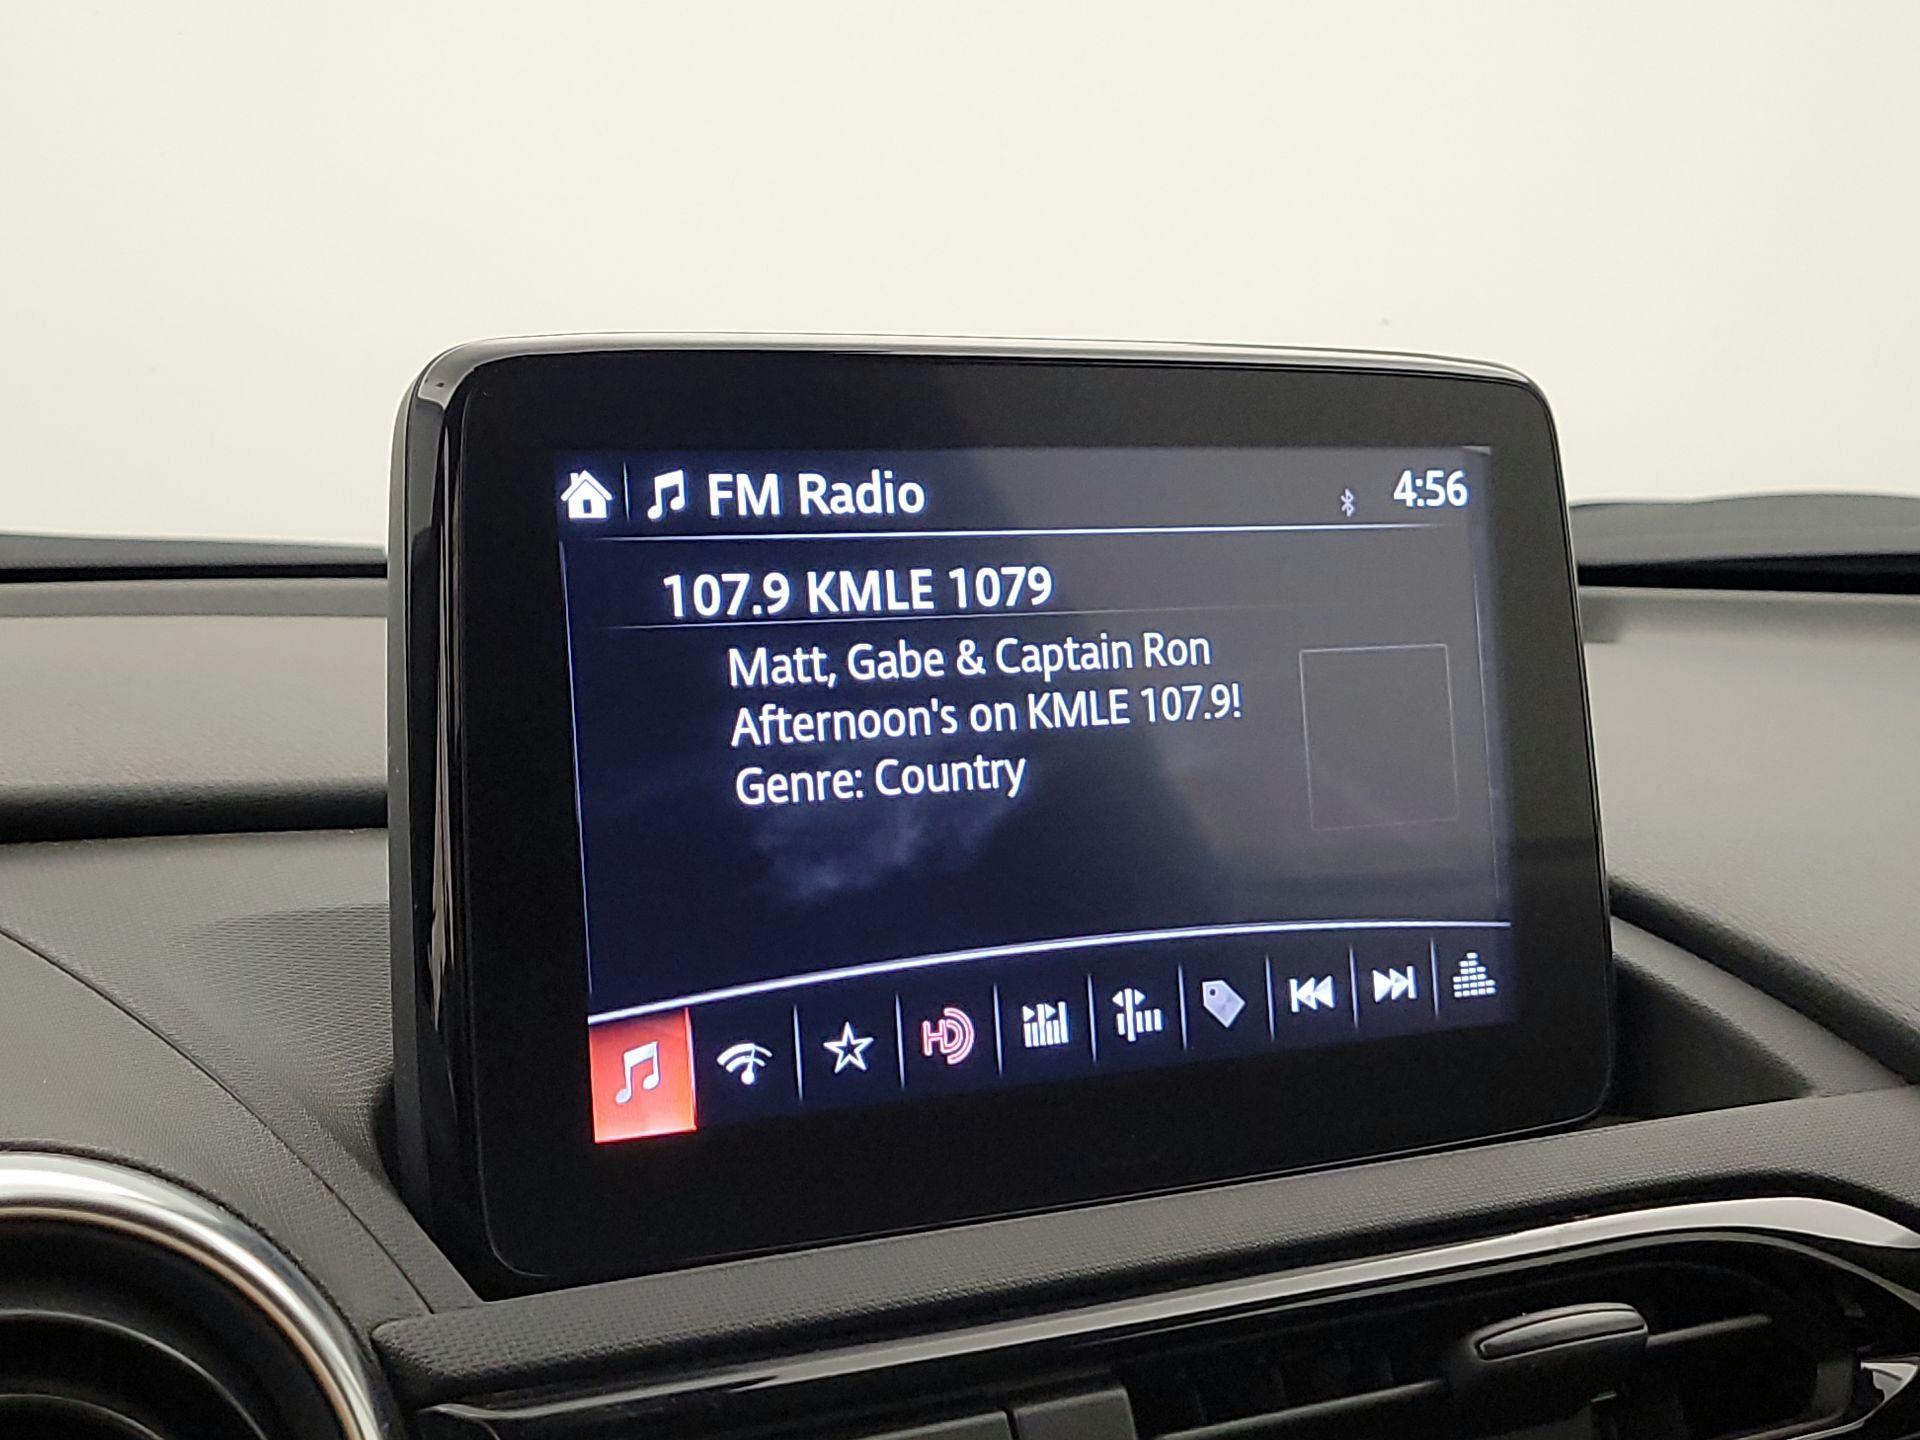 FM Radio
4:56
107.9 KMLE 1079
Matt, Gabe & Captain Ron
Afternoon's on KMLE 107.9!
Genre: Country
HD